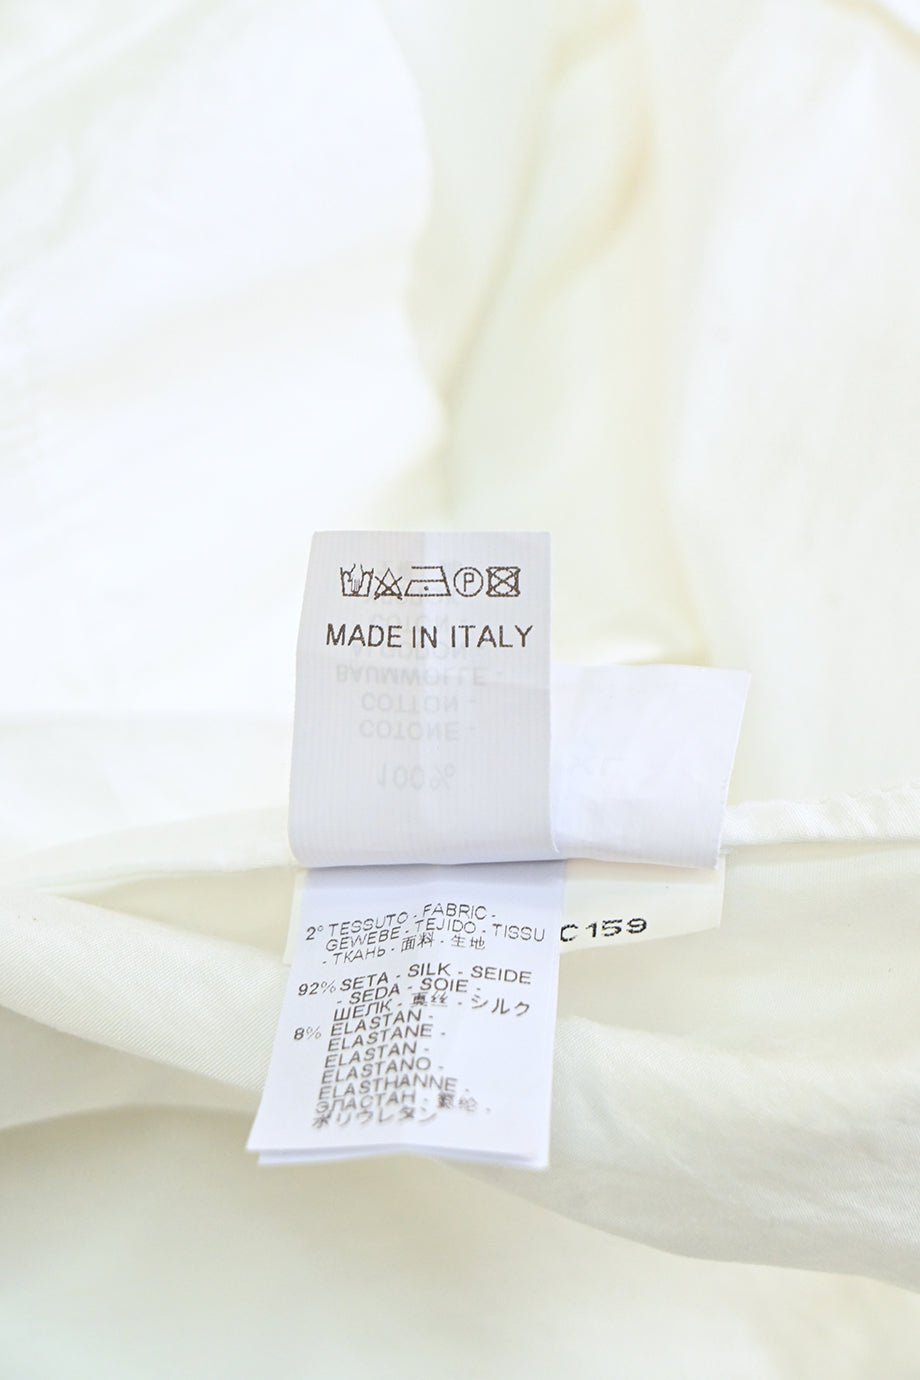 MADE IN ITALY
BAUMWOLLE -
COTTON -
COTONE -
100%
XL
2° TESSUTO - FABRIC -
GEWEBE - TEJIDO - TISSU
- ТКАНЬ - 面料 - 生地
C159
92% SETA - SILK - SEIDE
- SEDA - SOIE -
ШЕЛК - 真丝 - シルク
8% ELASTAN -
ELASTANE -
ELASTAN -
ELASTANO -
ELASTHANNE -
ЭЛАСТАН - 氨纶 -
ポリウレタン